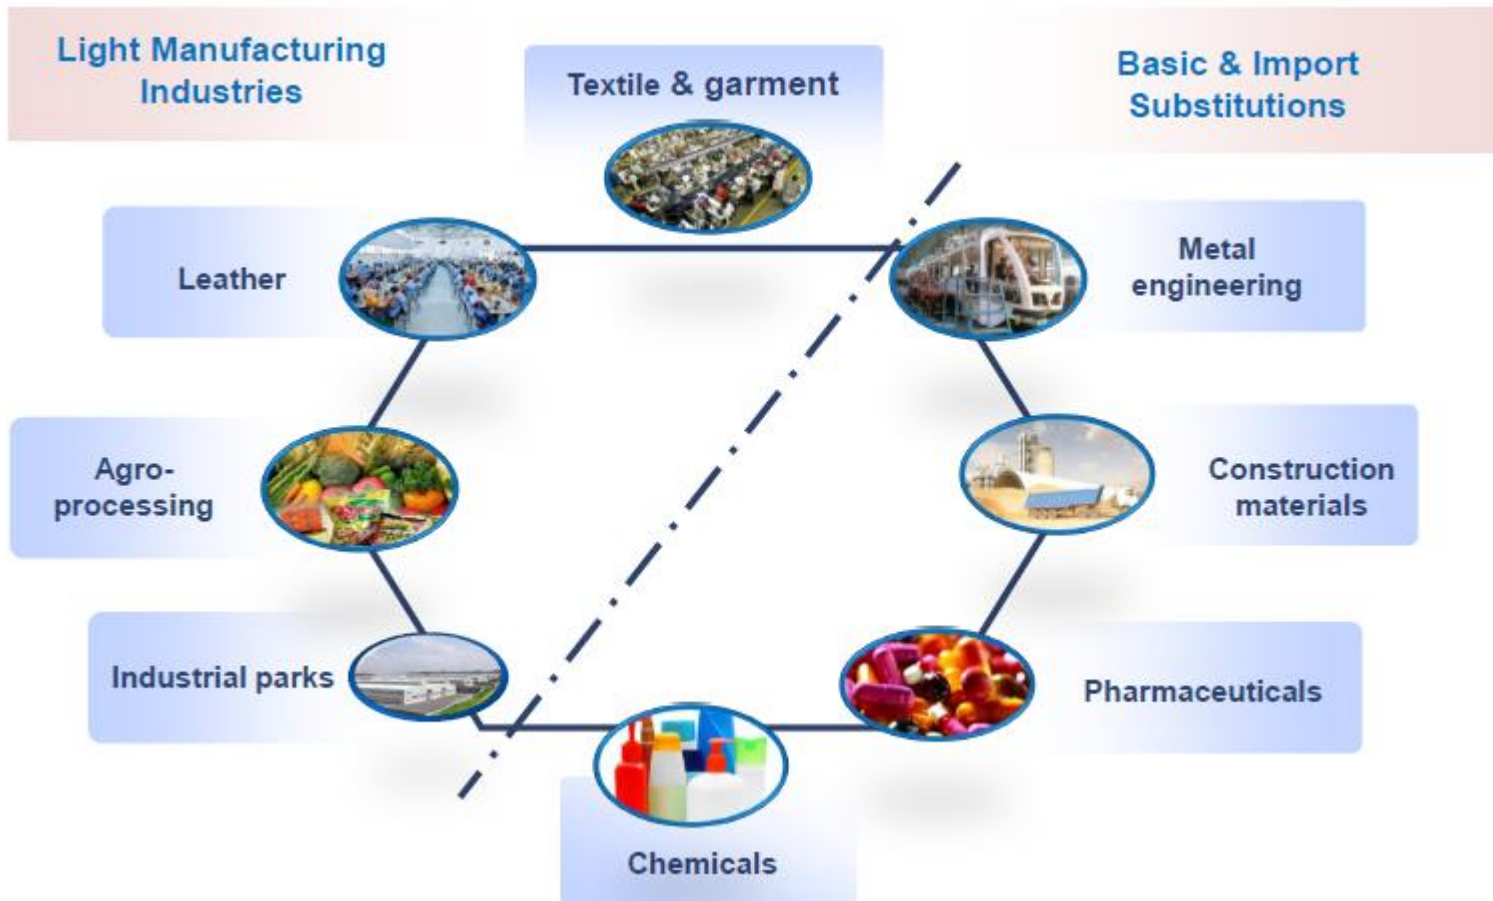 Light Manufacturing
Industries
Textile & garment
Basic & Import
Substitutions
Leather
Metal
engineering
Agro-
processing
Construction
materials
Industrial parks
Pharmaceuticals
Chemicals